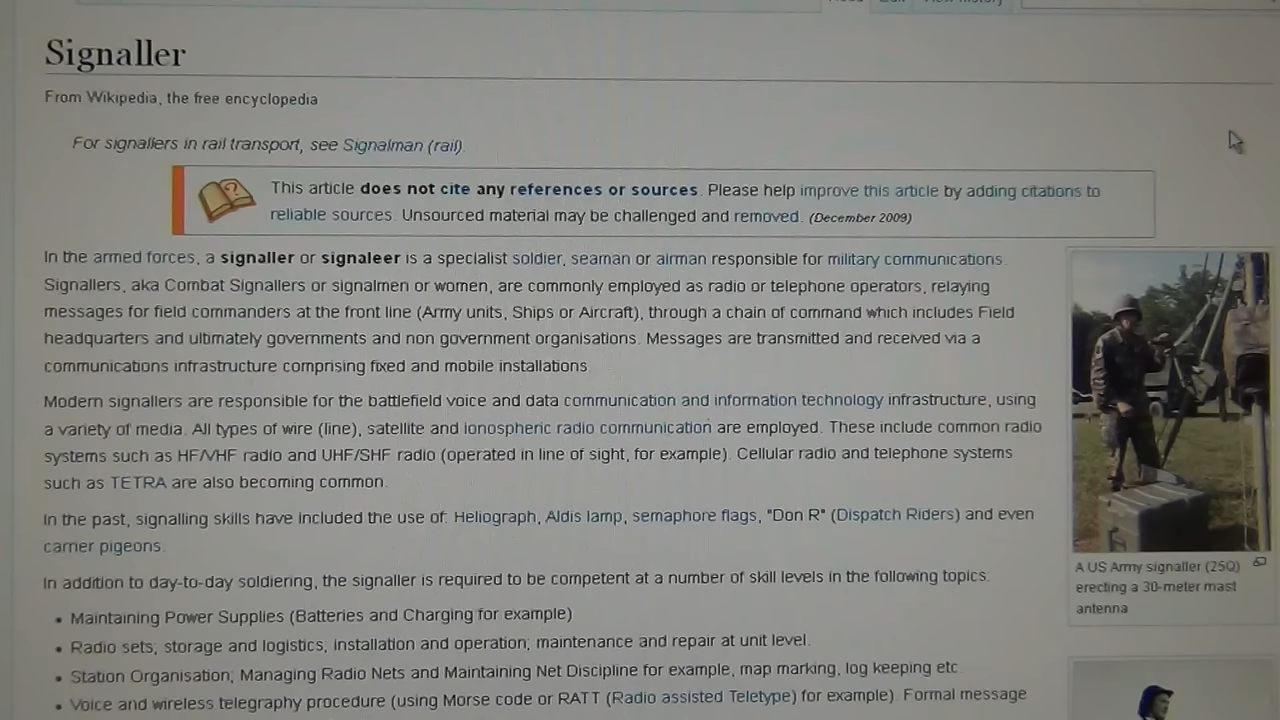 Signaller
From Wikipedia, the free encyclopedia
For signallers in rail transport, see Signalman (rail).
This article does not cite any references or sources. Please help improve this article by adding citations to
reliable sources. Unsourced material may be challenged and removed. (December 2009)
In the armed forces, a signaller or signaleer is a specialist soldier, seaman or airman responsible for military communications.
Signallers, aka Combat Signallers or signalmen or women, are commonly employed as radio or telephone operators, relaying
messages for field commanders at the front line (Army units, Ships or Aircraft), through a chain of command which includes Field
headquarters and ultimately governments and non government organisations. Messages are transmitted and received via a
communications infrastructure comprising fixed and mobile installations.
Modern signallers are responsible for the battlefield voice and data communication and information technology infrastructure, using
a variety of media. All types of wire (line), satellite and ionospheric radio communication are employed. These include common radio
systems such as HF/VHF radio and UHF/SHF radio (operated in line of sight, for example). Cellular radio and telephone systems
such as TETRA are also becoming common.
In the past, signalling skills have included the use of: Heliograph, Aldis lamp, semaphore flags, "Don R" (Dispatch Riders) and even
carrier pigeons.
In addition to day-to-day soldiering, the signaller is required to be competent at a number of skill levels in the following topics:
• Maintaining Power Supplies (Batteries and Charging for example)
• Radio sets; storage and logistics; installation and operation; maintenance and repair at unit level.
• Station Organisation; Managing Radio Nets and Maintaining Net Discipline for example, map marking, log keeping etc
• Voice and wireless telegraphy procedure (using Morse code or RATT (Radio assisted Teletype) for example). Formal message
A US Army signaller (25Q)
erecting a 30-meter mast
antenna